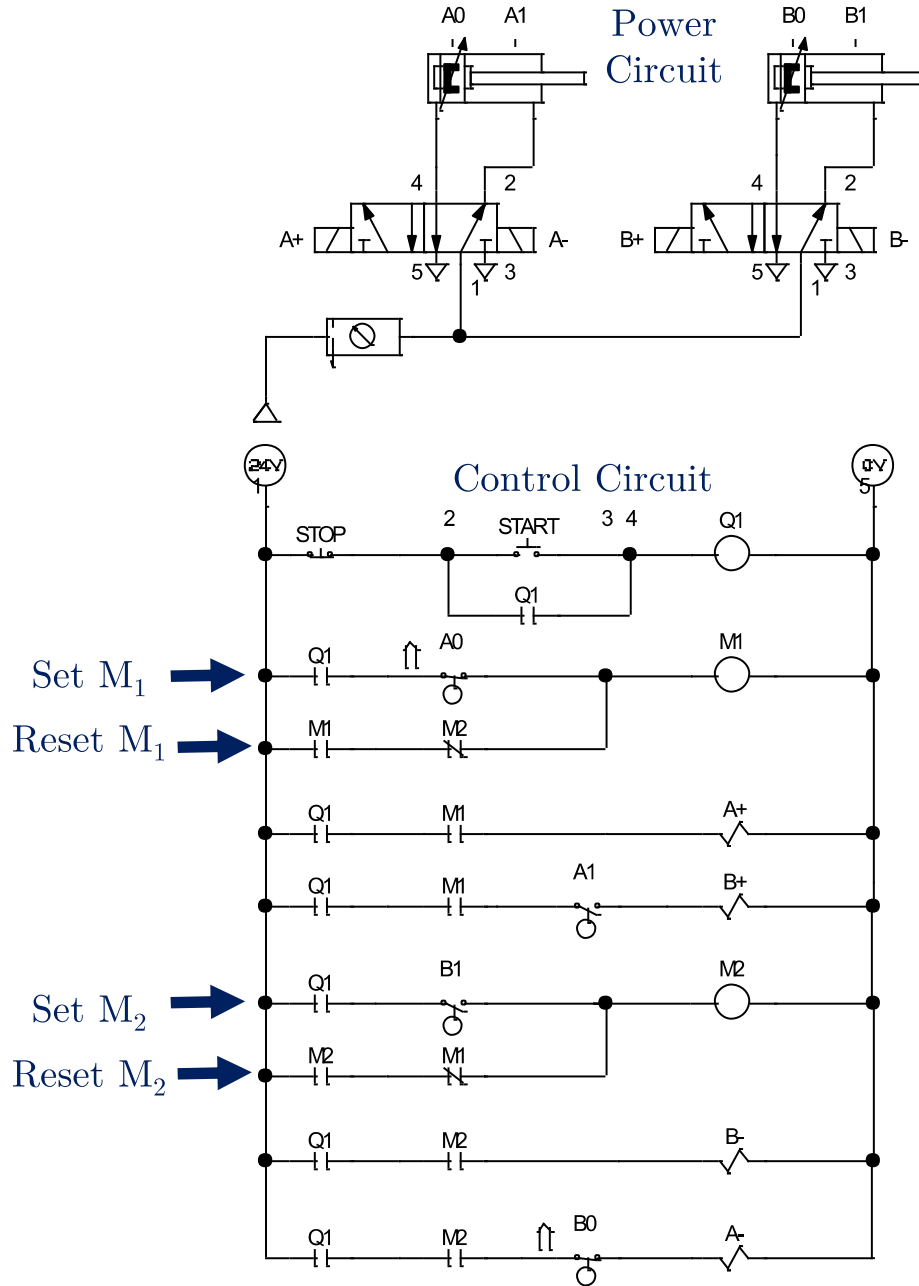 A0 A1 Power B0 B1
Circuit
4 2 4 2
A+ A- B+ B-
5 1 3 5 1 3
24V Control Circuit 0V
1 5
STOP 2 START 3 4 Q1
Q1
Set M1 Q1 A0 M1
Reset M1 M1 M2
Q1 M1 A+
Q1 M1 A1 B+
Set M2 Q1 B1 M2
Reset M2 M2 M1
Q1 M2 B-
Q1 M2 B0 A-